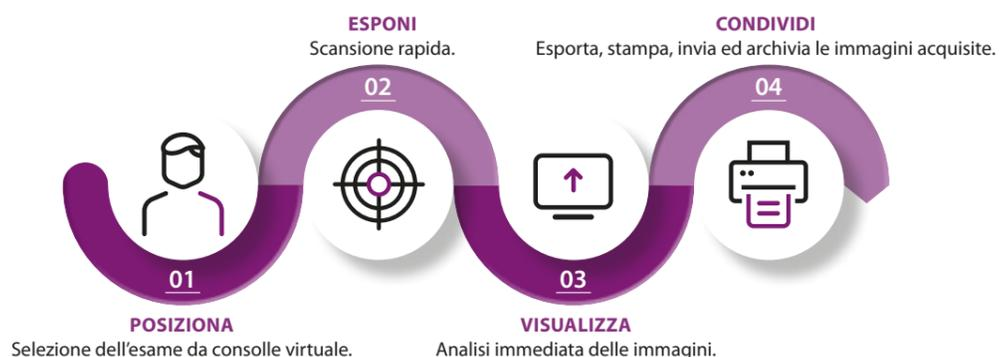 01
POSIZIONA
Selezione dell'esame da consolle virtuale.
ESPONI
Scansione rapida.
02
03
VISUALIZZA
Analisi immediata delle immagini.
CONDIVIDI
Esporta, stampa, invia ed archivia le immagini acquisite.
04